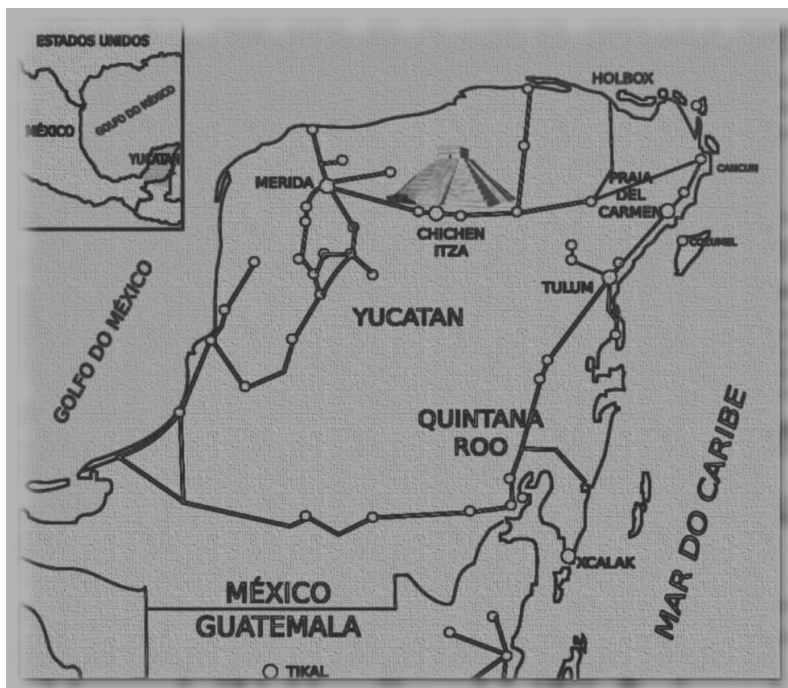 ESTADOS UNIDOS
GOLFO DO MÉXICO
MÉXICO
YUCATAN
HOLBOX
CANCUN
MERIDA
PRAIA
DEL
CARMEN
CHICHEN
ITZA
COZUMEL
TULUM
GOLFO DO MÉXICO
YUCATAN
QUINTANA
ROO
MAR DO CARIBE
XCALAK
MÉXICO
GUATEMALA
TIKAL